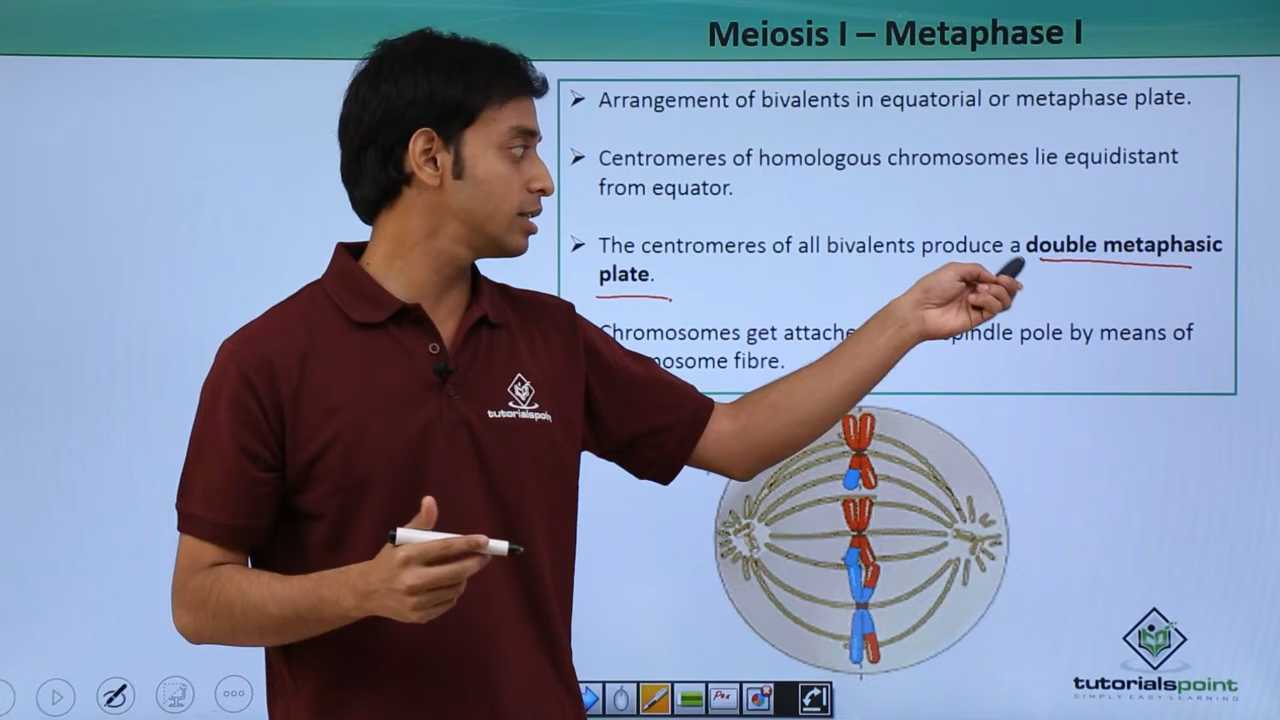 Meiosis I – Metaphase I
Arrangement of bivalents in equatorial or metaphase plate.
Centromeres of homologous chromosomes lie equidistant
from equator.
The centromeres of all bivalents produce a double metaphasic
plate.
Chromosomes get spindle pole by means of
fibre.
tutorialspoint
tutorialspoint
SIMPLY EASY LEARNING
Pen